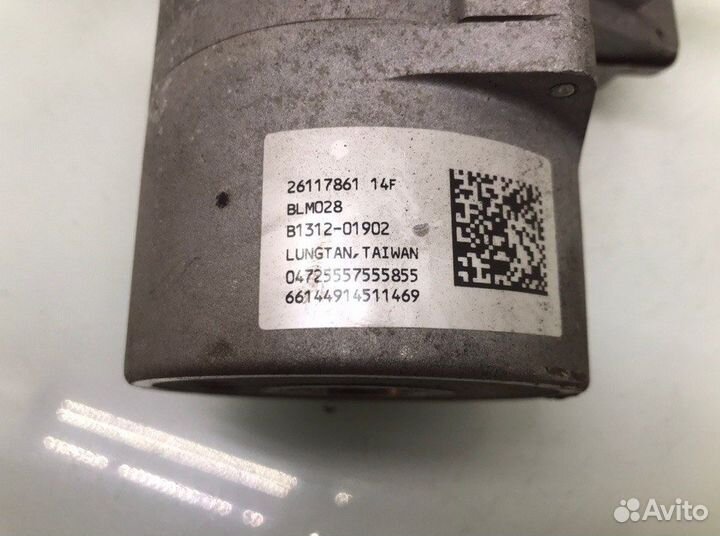 26117861 14F
BLM028
B1312-01902
LUNGTAN,TAIWAN
04725557555855
66144914511469
Avito